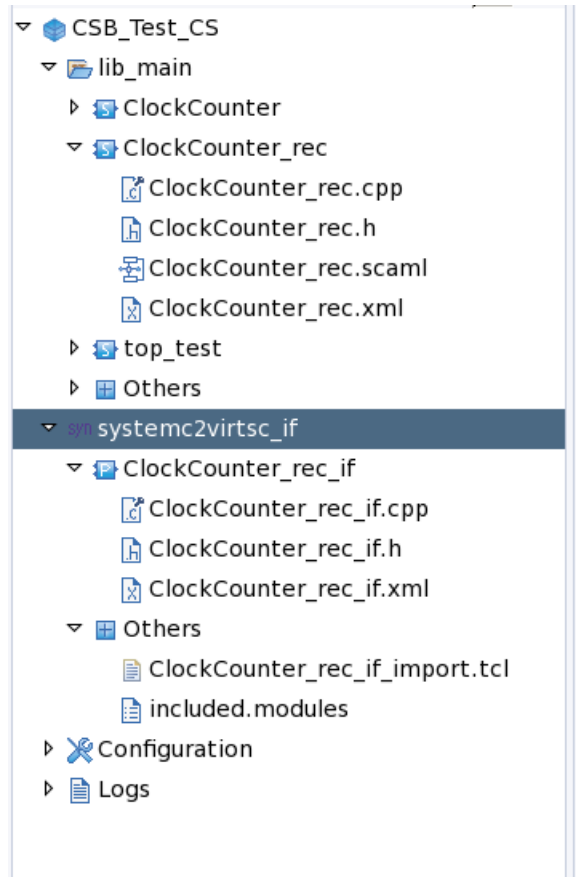 CSB_Test_CS
lib_main
ClockCounter
ClockCounter_rec
ClockCounter_rec.cpp
ClockCounter_rec.h
ClockCounter_rec.scaml
ClockCounter_rec.xml
top_test
Others
syn systemc2virtsc_if
ClockCounter_rec_if
ClockCounter_rec_if.cpp
ClockCounter_rec_if.h
ClockCounter_rec_if.xml
Others
ClockCounter_rec_if_import.tcl
included.modules
Configuration
Logs